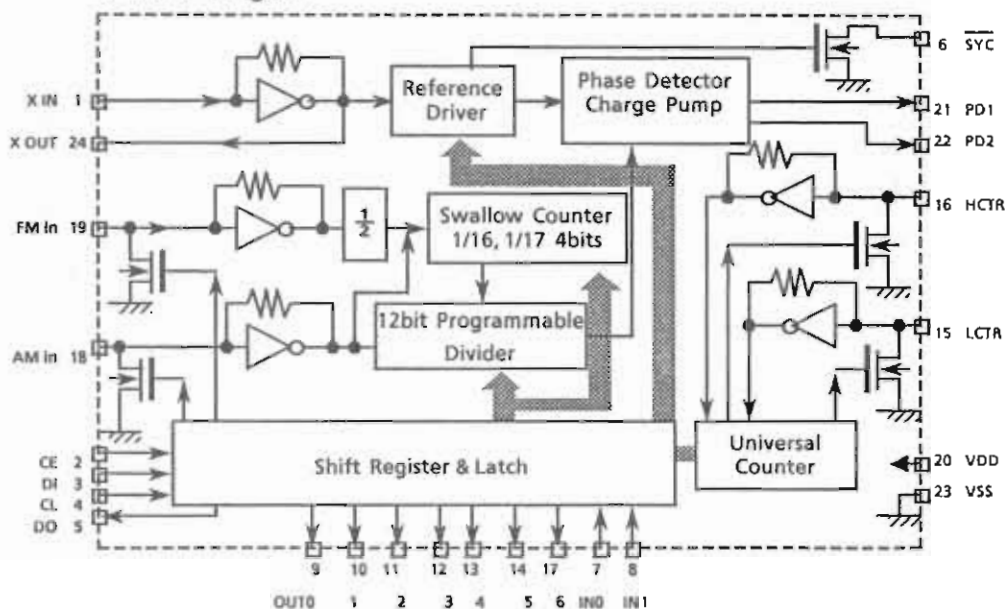 6 SYC
X IN 1
Reference
Driver
Phase Detector
Charge Pump
21 PD1
22 PD2
X OUT 24
FM in 19
1
2
Swallow Counter
1/16, 1/17 4bits
16 HCTR
12bit Programmable
Divider
15 LCTR
AM in 18
CE 2
DI 3
CL 4
DO 5
Shift Register & Latch
Universal
Counter
20 VDD
23 VSS
9 10 11 12 13 14 17 7 8
OUT0 1 2 3 4 5 6 IN0 IN1